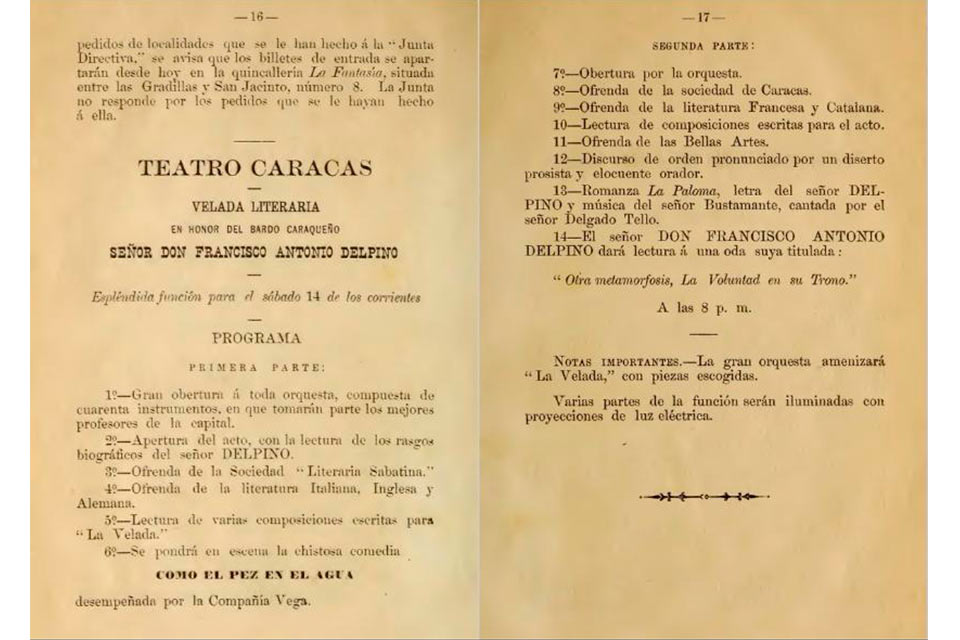 —16—
pedidos de localidades que se le han hecho á la “Junta
Directiva,” se avisa que los billetes de entrada se apar-
tarán desde hoy en la quincallería La Fantasía, situada
entre las Gradillas y San Jacinto, número 8. La Junta
no responde por los pedidos que se le hayan hecho
á ella.
TEATRO CARACAS
VELADA LITERARIA
EN HONOR DEL BARDO CARAQUEÑO
SEÑOR DON FRANCISCO ANTONIO DELPINO
Espléndida función para el sábado 14 de los corrientes
PROGRAMA
PRIMERA PARTE:
1º—Gran obertura á toda orquesta, compuesta de
cuarenta instrumentos, en que tomarán parte los mejores
profesores de la capital.
2º—Apertura del acto, con la lectura de los rasgos
biográficos del señor DELPINO.
3º—Ofrenda de la Sociedad “Literaria Sabatina.”
4º—Ofrenda de la literatura Italiana, Inglesa y
Alemana.
5º—Lectura de varias composiciones escritas para
“La Velada.”
6º—Se pondrá en escena la chistosa comedia
COMO EL PEZ EN EL AGUA
desempeñada por la Compañía Vega.
—17—
SEGUNDA PARTE:
7º—Obertura por la orquesta.
8º—Ofrenda de la sociedad de Caracas.
9º—Ofrenda de la literatura Francesa y Catalana.
10—Lectura de composiciones escritas para el acto.
11—Ofrenda de las Bellas Artes.
12—Discurso de orden pronunciado por un diserto
prosista y elocuente orador.
13—Romanza La Paloma, letra del señor DEL-
PINO y música del señor Bustamante, cantada por el
señor Delgado Tello.
14—El señor DON FRANCISCO ANTONIO
DELPINO dará lectura á una oda suya titulada:
“Otra metamorfosis, La Voluntad en su Trono.”
A las 8 p. m.
NOTAS IMPORTANTES.—La gran orquesta amenizará
“La Velada,” con piezas escogidas.
Varias partes de la función serán iluminadas con
proyecciones de luz eléctrica.